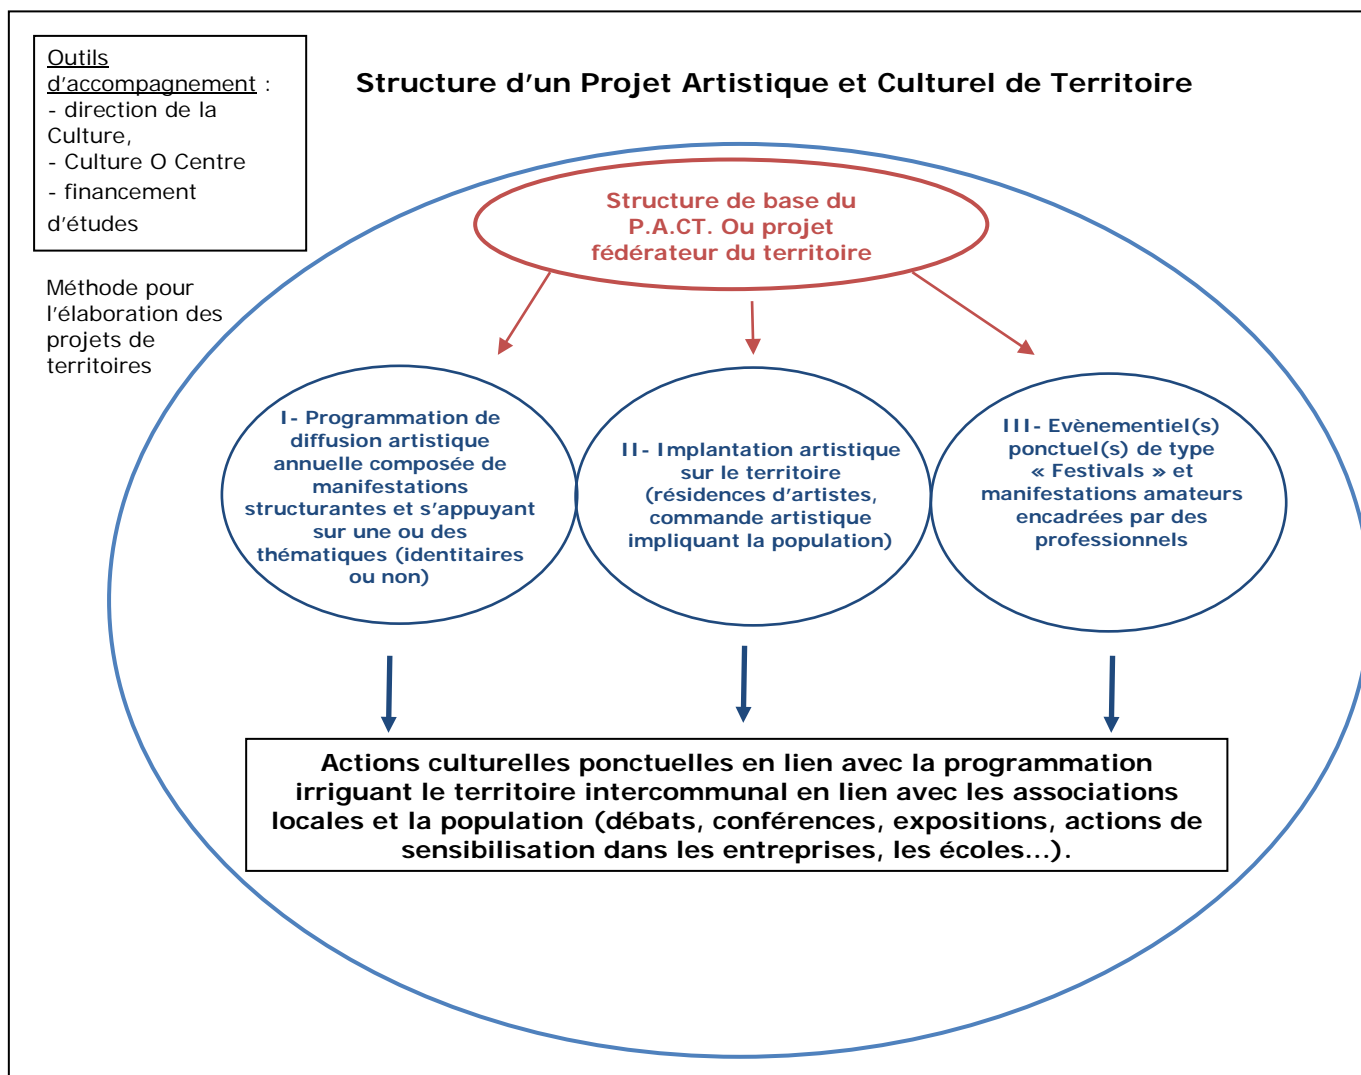 Outils
d'accompagnement :
- direction de la
Culture,
- Culture O Centre
- financement
d'études
Méthode pour
l'élaboration des
projets de
territoires
Structure d'un Projet Artistique et Culturel de Territoire
Structure de base du
P.A.CT. Ou projet
fédérateur du territoire
I- Programmation de
diffusion artistique
annuelle composée de
manifestations
structurantes et s'appuyant
sur une ou des
thématiques (identitaires
ou non)
II- Implantation artistique
sur le territoire
(résidences d'artistes,
commande artistique
impliquant la population)
III- Evènementiel(s)
ponctuel(s) de type
« Festivals » et
manifestations amateurs
encadrées par des
professionnels
Actions culturelles ponctuelles en lien avec la programmation
irriguant le territoire intercommunal en lien avec les associations
locales et la population (débats, conférences, expositions, actions de
sensibilisation dans les entreprises, les écoles...).